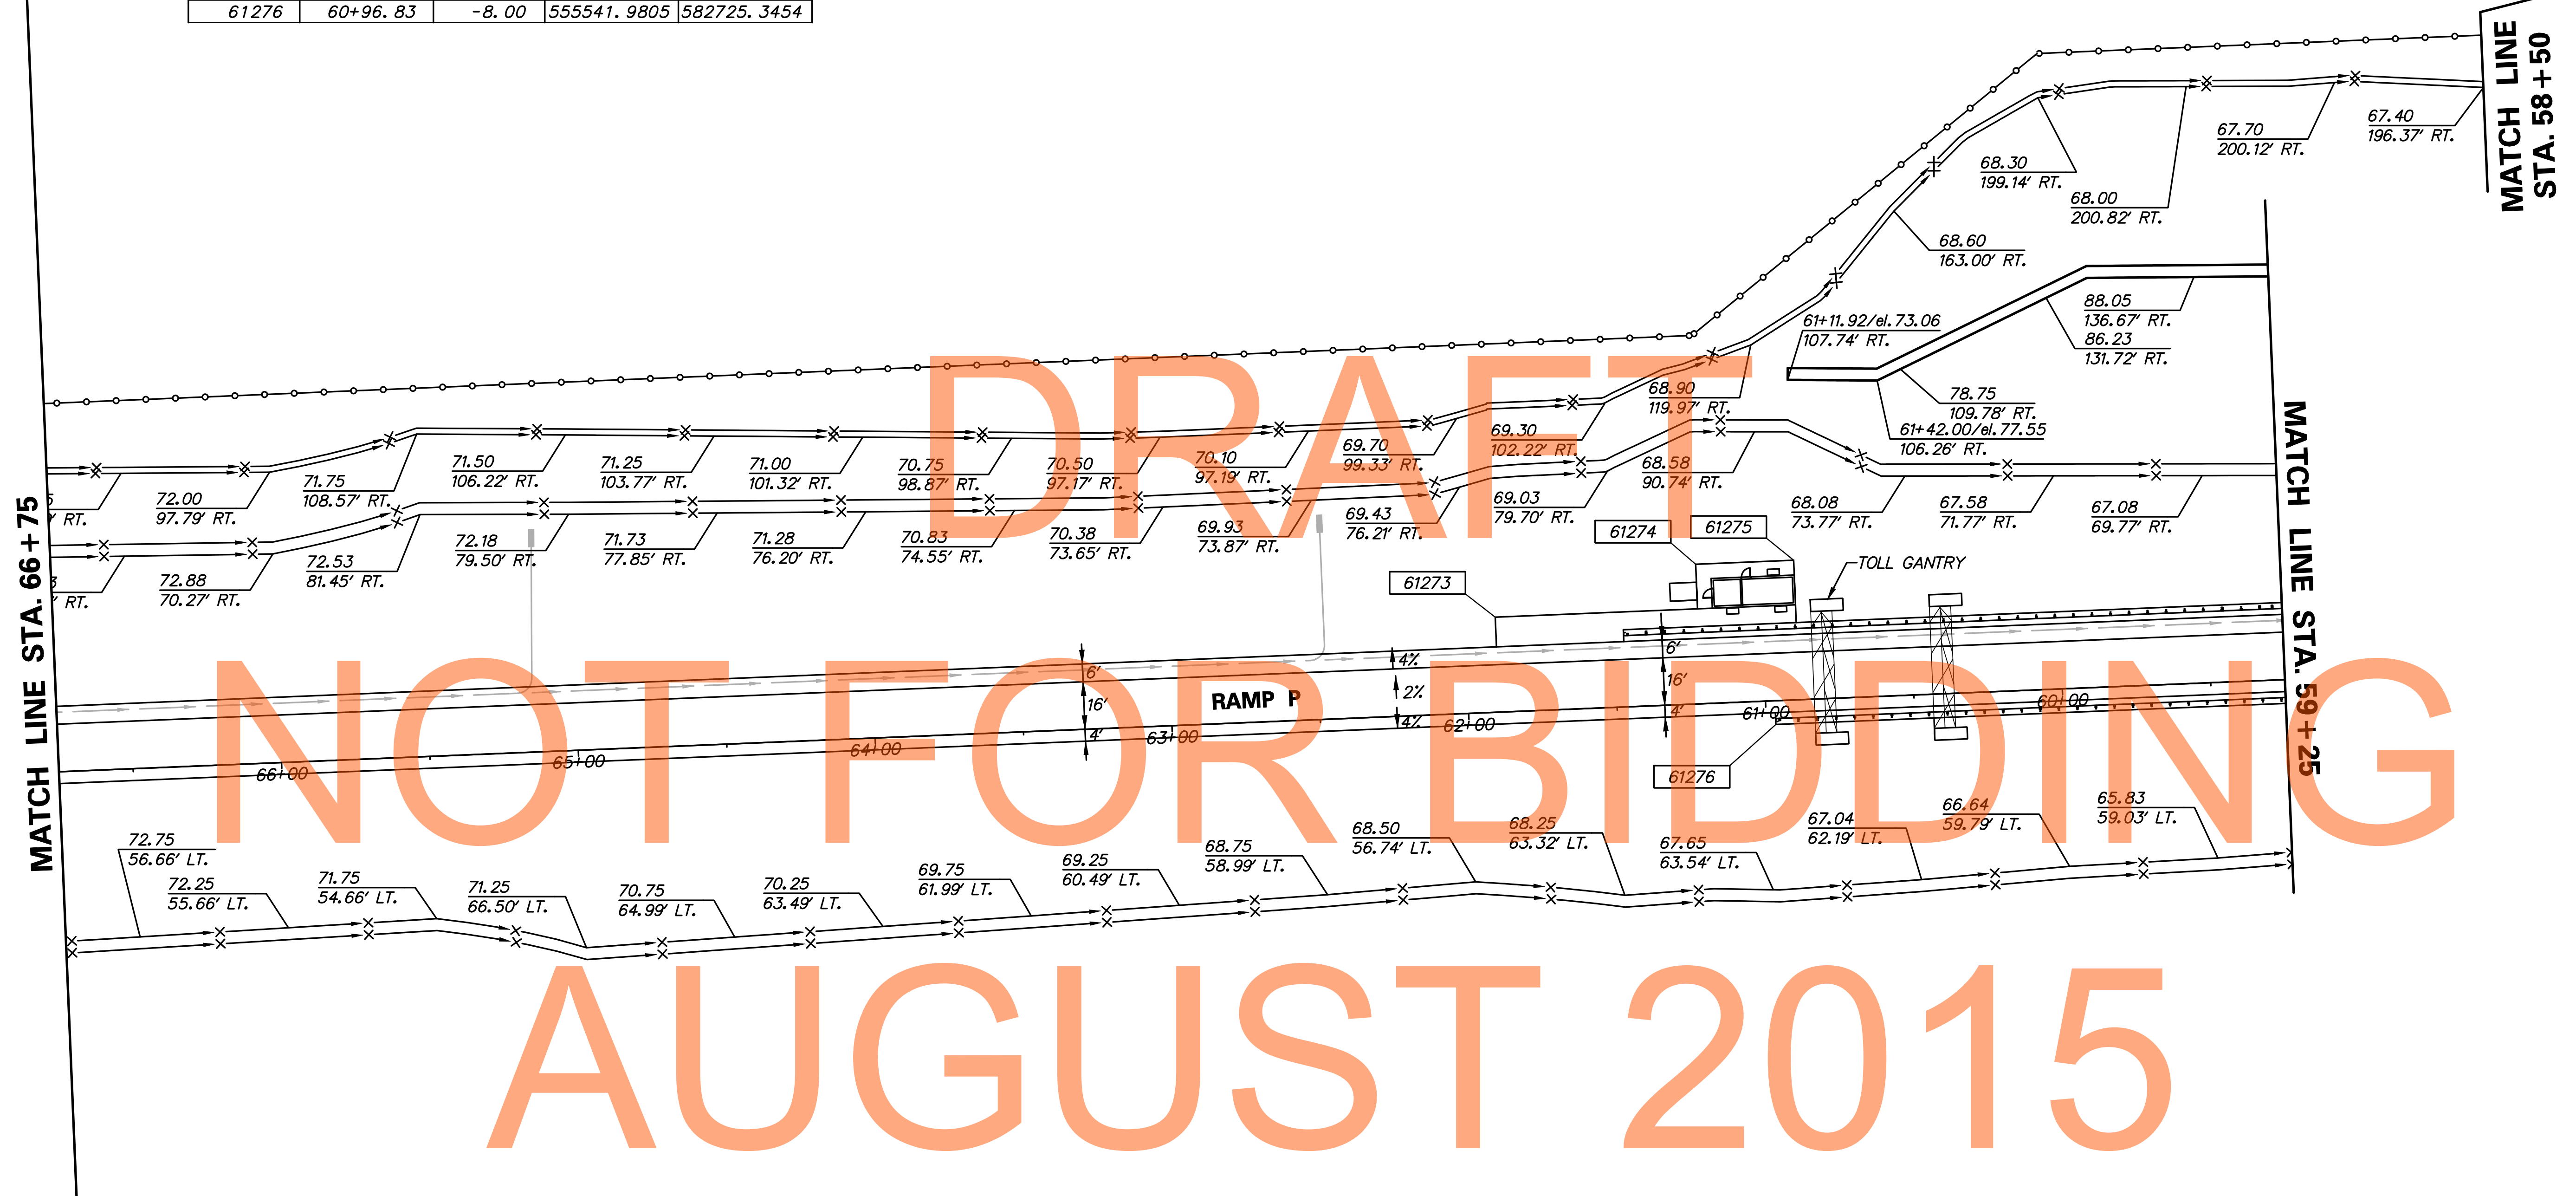 61276 60+96.83 -8.00 555541.9805 582725.3454
MATCH LINE
STA. 58+50
67.40
196.37' RT.
67.70
200.12' RT.
68.30
199.14' RT.
68.00
200.82' RT.
68.60
163.00' RT.
88.05
136.67' RT.
86.23
131.72' RT.
61+11.92/el.73.06
107.74' RT.
78.75
109.78' RT.
61+42.00/el.77.55
106.26' RT.
68.90
119.97' RT.
69.30
102.22' RT.
69.70
99.33' RT.
70.10
97.19' RT.
70.50
97.17' RT.
70.75
98.87' RT.
71.00
101.32' RT.
71.25
103.77' RT.
71.50
106.22' RT.
71.75
108.57' RT.
72.00
97.79' RT.
' RT.
68.58
90.74' RT.
68.08
73.77' RT.
67.58
71.77' RT.
67.08
69.77' RT.
69.03
79.70' RT.
69.43
76.21' RT.
69.93
73.87' RT.
70.38
73.65' RT.
70.83
74.55' RT.
71.28
76.20' RT.
71.73
77.85' RT.
72.18
79.50' RT.
72.53
81.45' RT.
72.88
70.27' RT.
' RT.
DRAFT
61274
61275
61273
TOLL GANTRY
MATCH LINE STA. 66+75
MATCH LINE STA. 59+25
6'
16'
4'
4%
2%
4%
6'
16'
4'
RAMP P
66+00
65+00
64+00
63+00
62+00
61+00
60+00
61276
NOT FOR BIDDING
72.75
56.66' LT.
72.25
55.66' LT.
71.75
54.66' LT.
71.25
66.50' LT.
70.75
64.99' LT.
70.25
63.49' LT.
69.75
61.99' LT.
69.25
60.49' LT.
68.75
58.99' LT.
68.50
56.74' LT.
68.25
63.32' LT.
67.65
63.54' LT.
67.04
62.19' LT.
66.64
59.79' LT.
65.83
59.03' LT.
AUGUST 2015